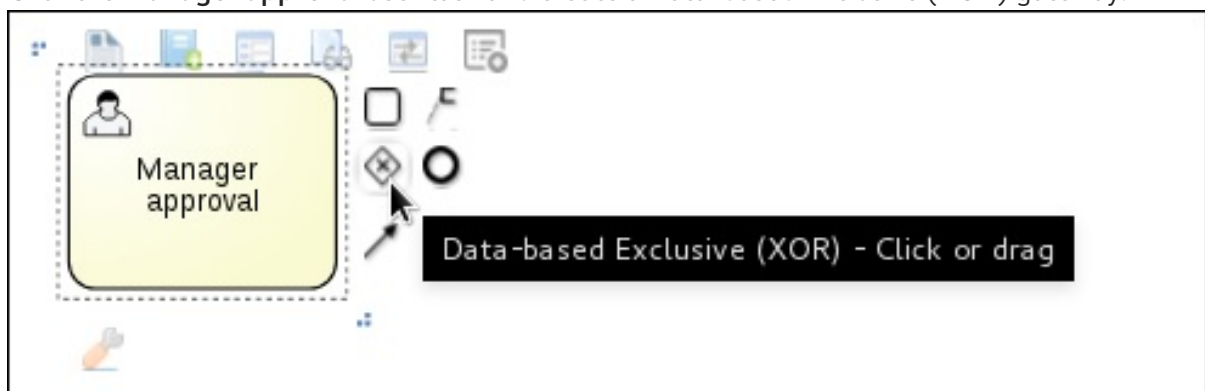 Manager
approval
Data-based Exclusive (XOR) - Click or drag